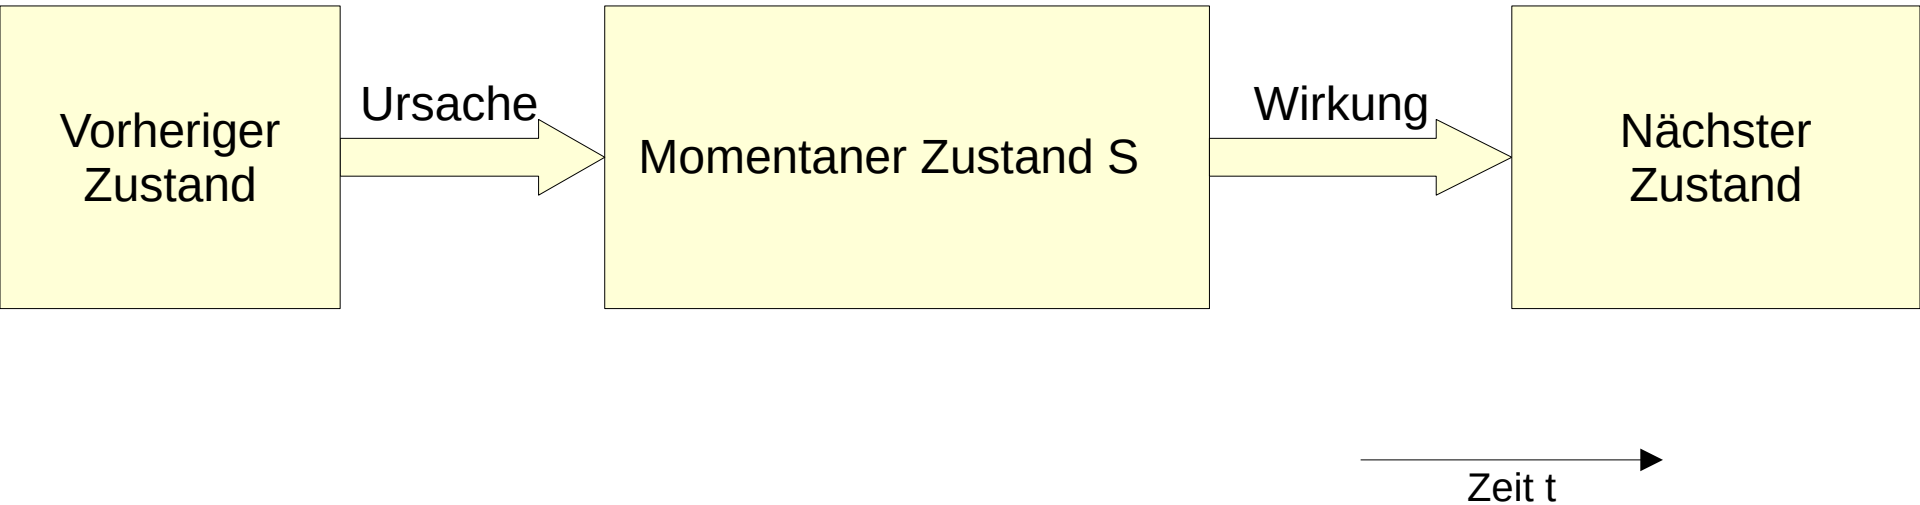 Vorheriger
Zustand
Ursache
Momentaner Zustand S
Wirkung
Nächster
Zustand
Zeit t